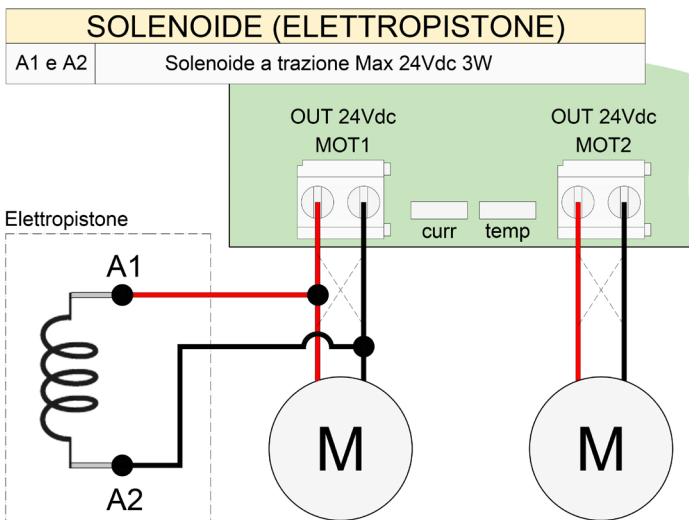 SOLENOIDE (ELETTROPISTONE)
A1 e A2 Solenoide a trazione Max 24Vdc 3W
OUT 24Vdc OUT 24Vdc
MOT1 MOT2
curr temp
Elettropistone
A1
M M
A2